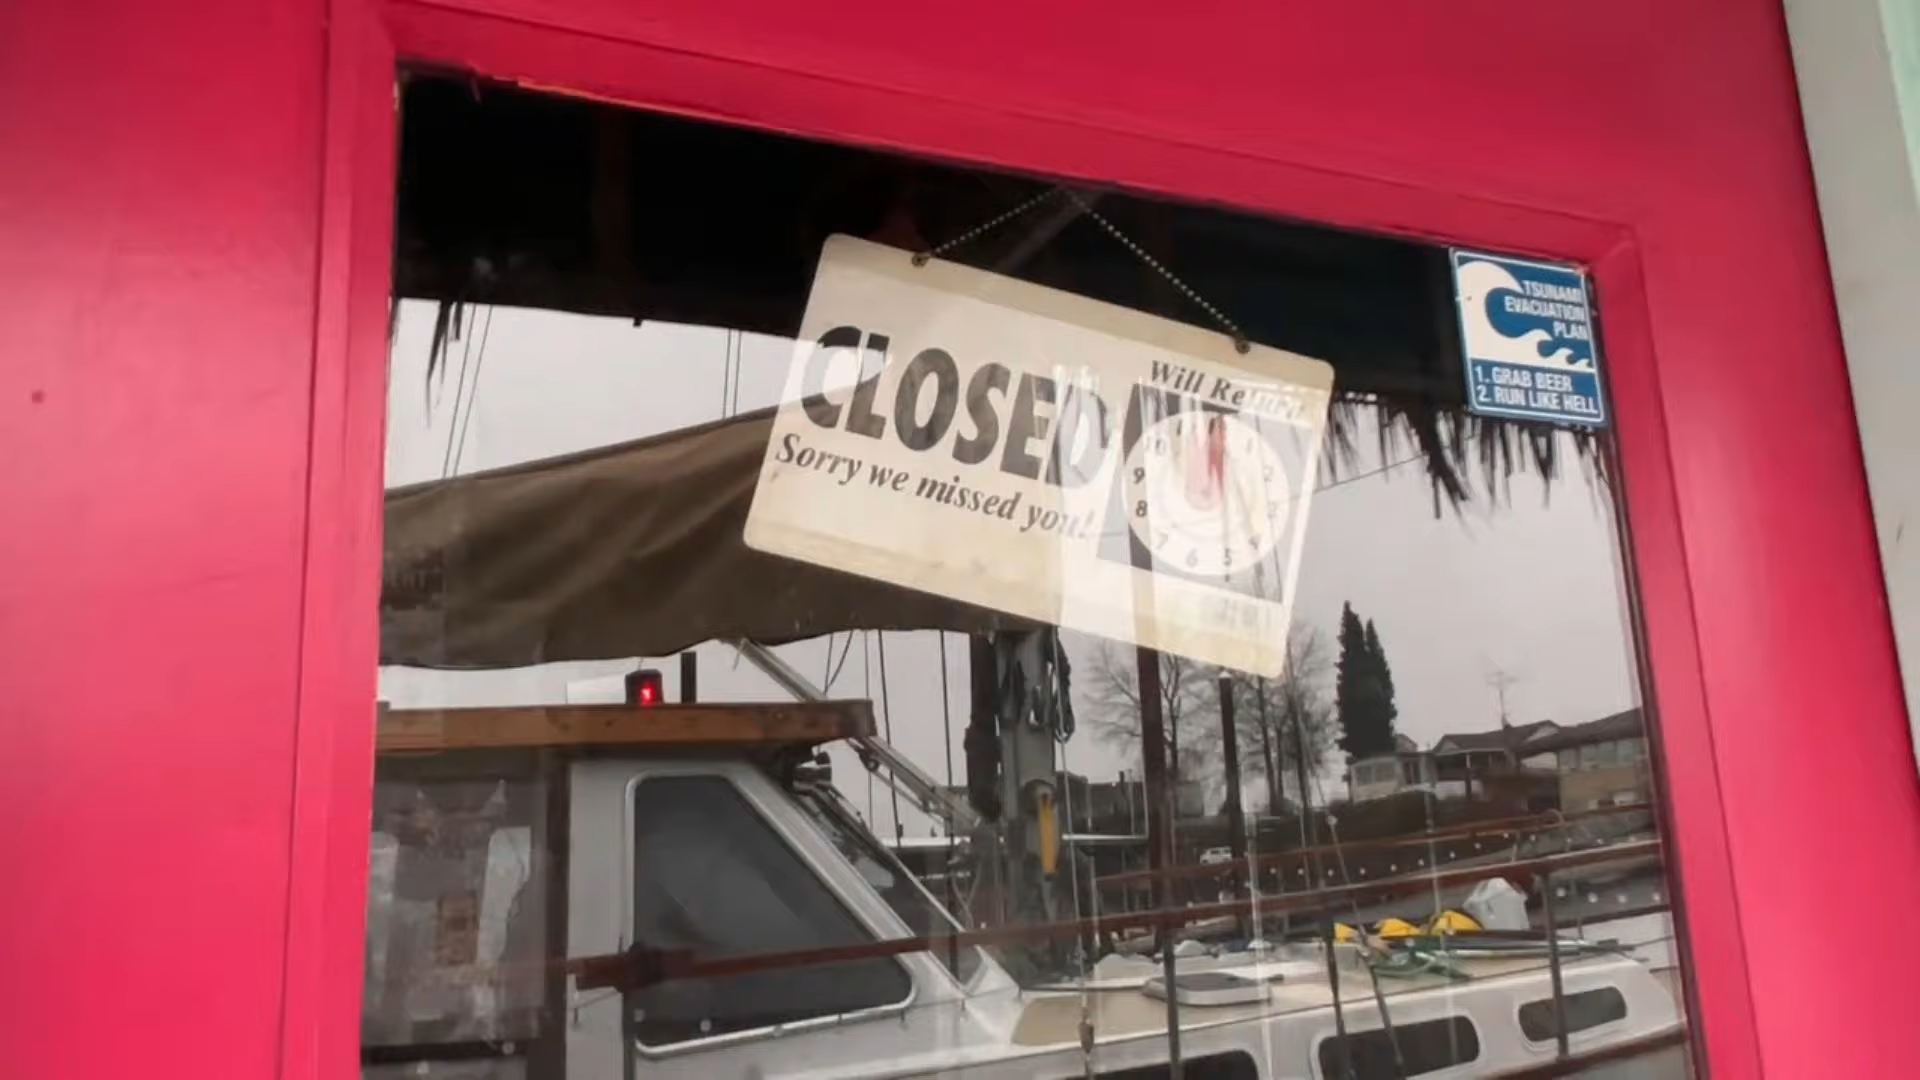 CLOSED
Sorry we missed you!
Will Return
TSUNAMI
EVACUATION
PLAN
1. GRAB BEER
2. RUN LIKE HELL